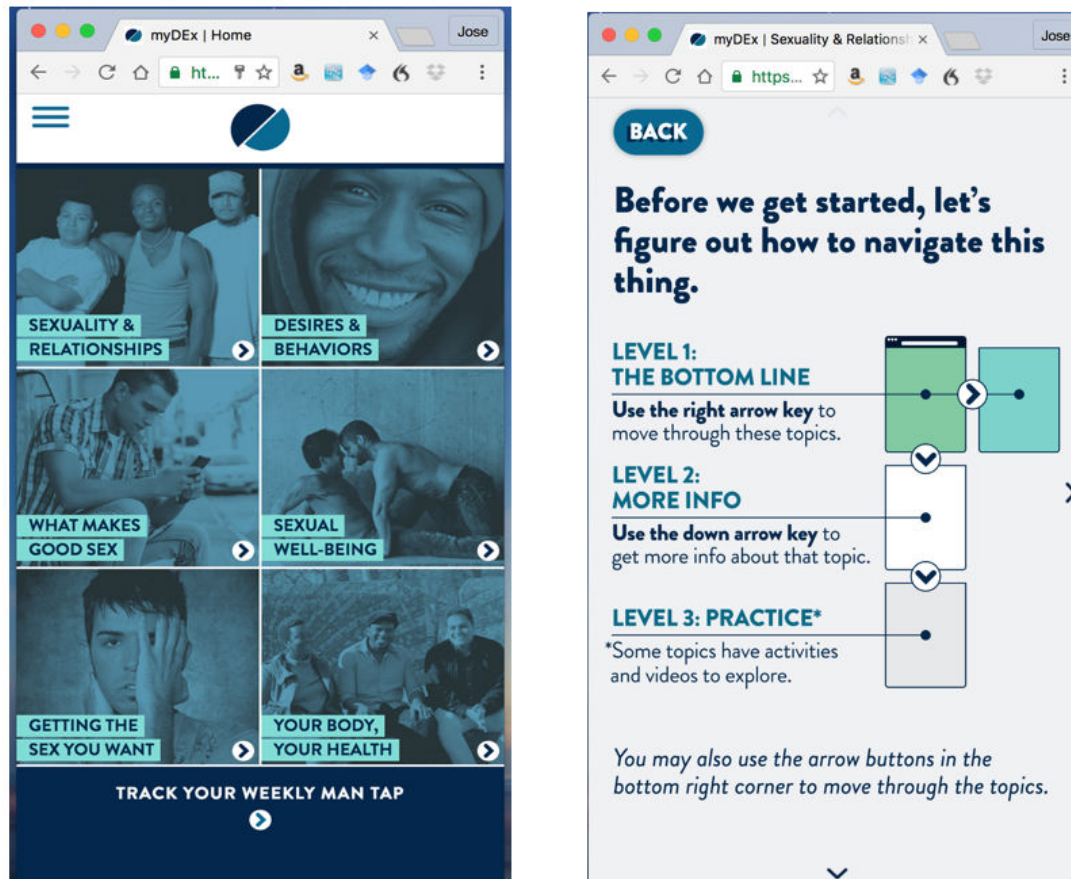 myDEx | Home
Jose
ht...
SEXUALITY &
RELATIONSHIPS
DESIRES &
BEHAVIORS
WHAT MAKES
GOOD SEX
SEXUAL
WELL-BEING
GETTING THE
SEX YOU WANT
YOUR BODY,
YOUR HEALTH
TRACK YOUR WEEKLY MAN TAP
myDEx | Sexuality & Relationsh
Jose
https...
BACK
Before we get started, let's
figure out how to navigate this
thing.
LEVEL 1:
THE BOTTOM LINE
Use the right arrow key to
move through these topics.
LEVEL 2:
MORE INFO
Use the down arrow key to
get more info about that topic.
LEVEL 3: PRACTICE*
*Some topics have activities
and videos to explore.
You may also use the arrow buttons in the
bottom right corner to move through the topics.